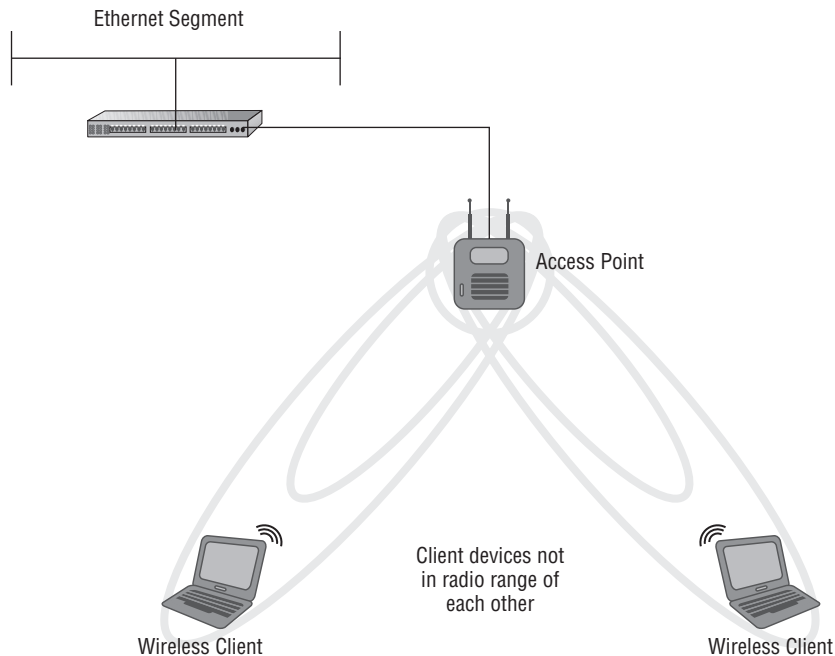 Ethernet Segment
Access Point
Client devices not
in radio range of
each other
Wireless Client
Wireless Client